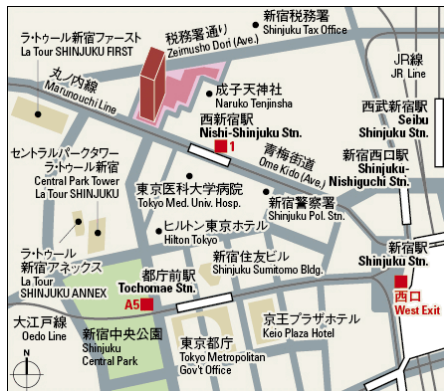 ラ・トゥール新宿ファースト
La Tour SHINJUKU FIRST
税務署通り
Zeimusho Dori (Ave.)
新宿税務署
Shinjuku Tax Office
JR線
JR Line
丸ノ内線
Marunouchi Line
成子天神社
Naruko Tenjinsha
西新宿駅
Nishi-Shinjuku Stn.
1
西武新宿駅
Seibu
Shinjuku Stn.
青梅街道
Ome Kido (Ave.)
新宿西口駅
Shinjuku-
Nishiguchi Stn.
セントラルパークタワー
ラ・トゥール新宿
Central Park Tower
La Tour SHINJUKU
東京医科大学病院
Tokyo Med. Univ. Hosp.
新宿警察署
Shinjuku Pol. Stn.
ヒルトン東京ホテル
Hilton Tokyo
ラ・トゥール
新宿アネックス
La Tour
SHINJUKU ANNEX
新宿住友ビル
Shinjuku Sumitomo Bldg.
新宿駅
Shinjuku Stn.
都庁前駅
Tochomae Stn.
A5
西口
West Exit
大江戸線
Oedo Line
新宿中央公園
Shinjuku
Central Park
京王プラザホテル
Keio Plaza Hotel
東京都庁
Tokyo Metropolitan
Gov't Office
N